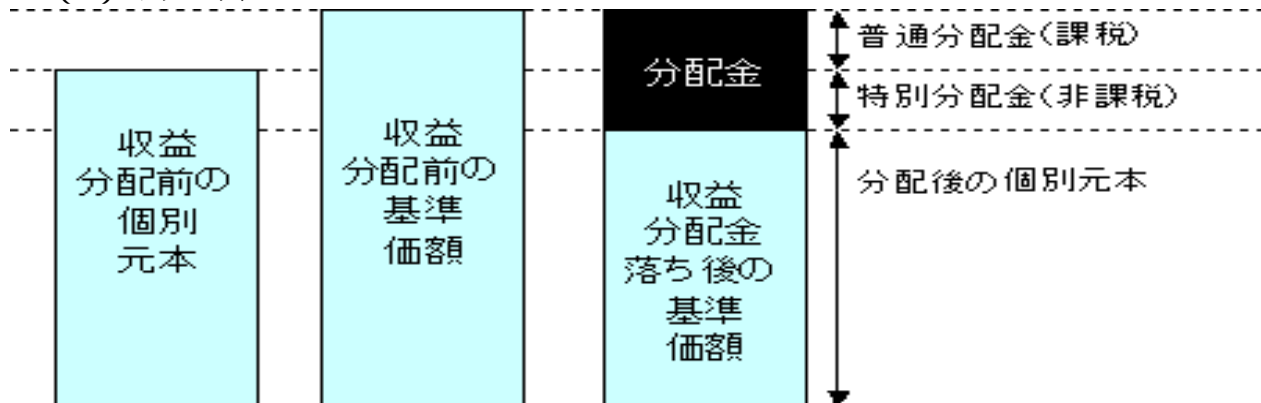 収益
分配前の
個別
元本
収益
分配前の
基準
価額
分配金
収益
分配金
落ち後の
基準
価額
普通分配金(課税)
特別分配金(非課税)
分配後の個別元本